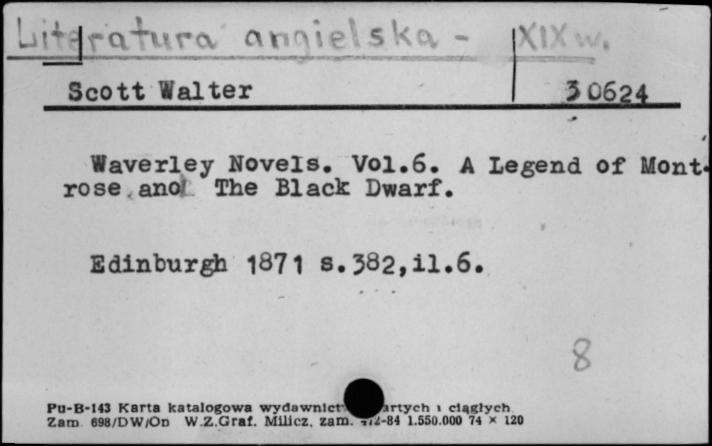 Literatura angielska - XIX w.
Scott Walter 30624
Waverley Novels. Vol.6. A Legend of Mont-
rose and The Black Dwarf.
Edinburgh 1871 s.382,il.6.
8
Pu-B-143 Karta katalogowa ciągłych
Zam. 698/DW/On W.Z.Graf. Milicz, zam. 1.550.000 74 × 120